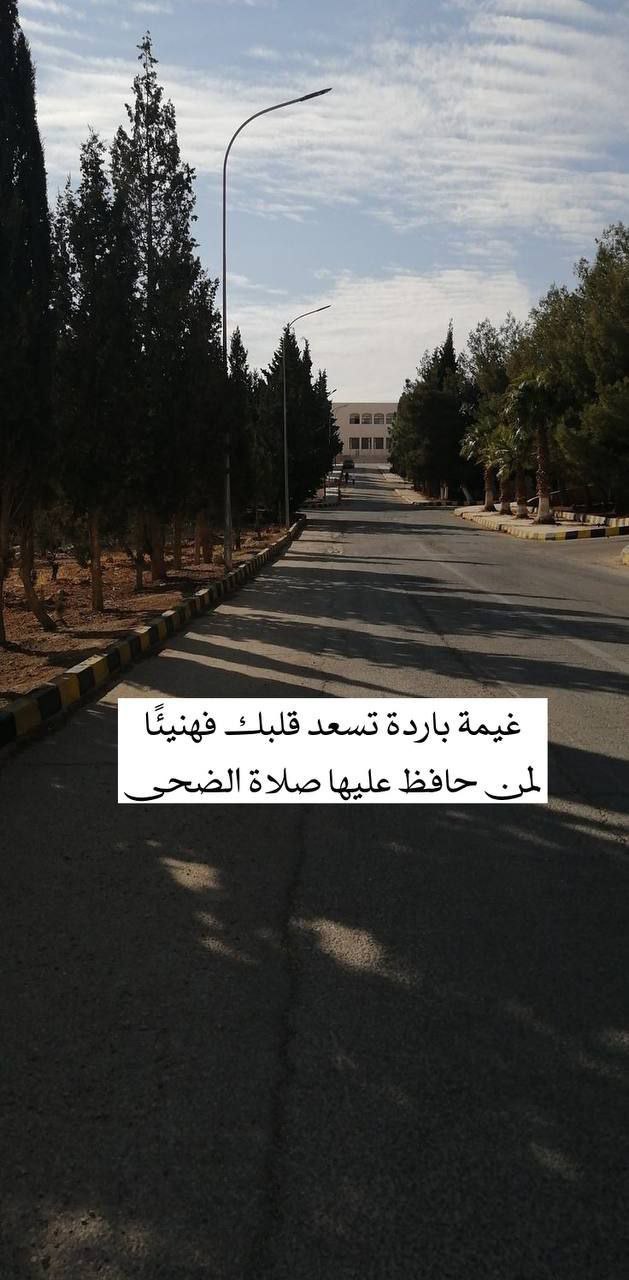 غيمة باردة تسعد قلبك فهنيئًا
لمن حافظ عليها صلاة الضحى